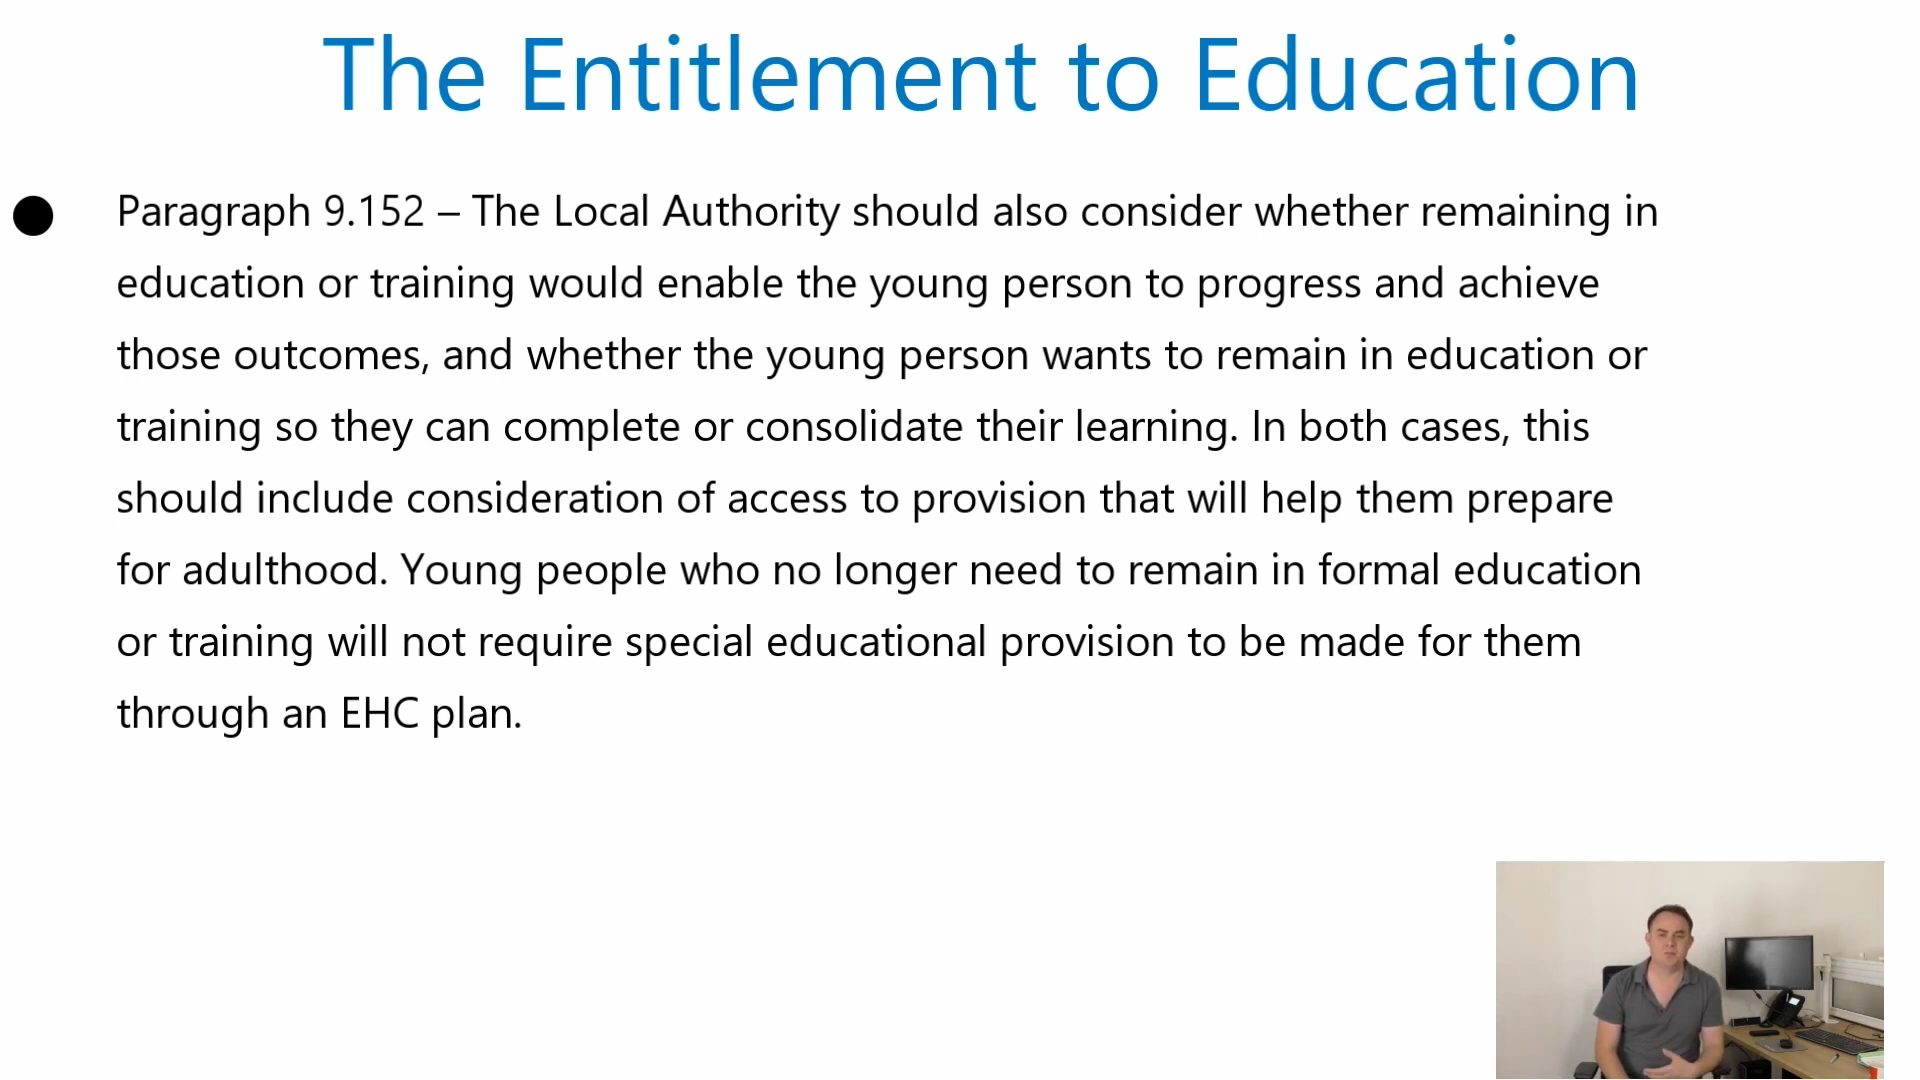 The Entitlement to Education
● Paragraph 9.152 – The Local Authority should also consider whether remaining in
education or training would enable the young person to progress and achieve
those outcomes, and whether the young person wants to remain in education or
training so they can complete or consolidate their learning. In both cases, this
should include consideration of access to provision that will help them prepare
for adulthood. Young people who no longer need to remain in formal education
or training will not require special educational provision to be made for them
through an EHC plan.